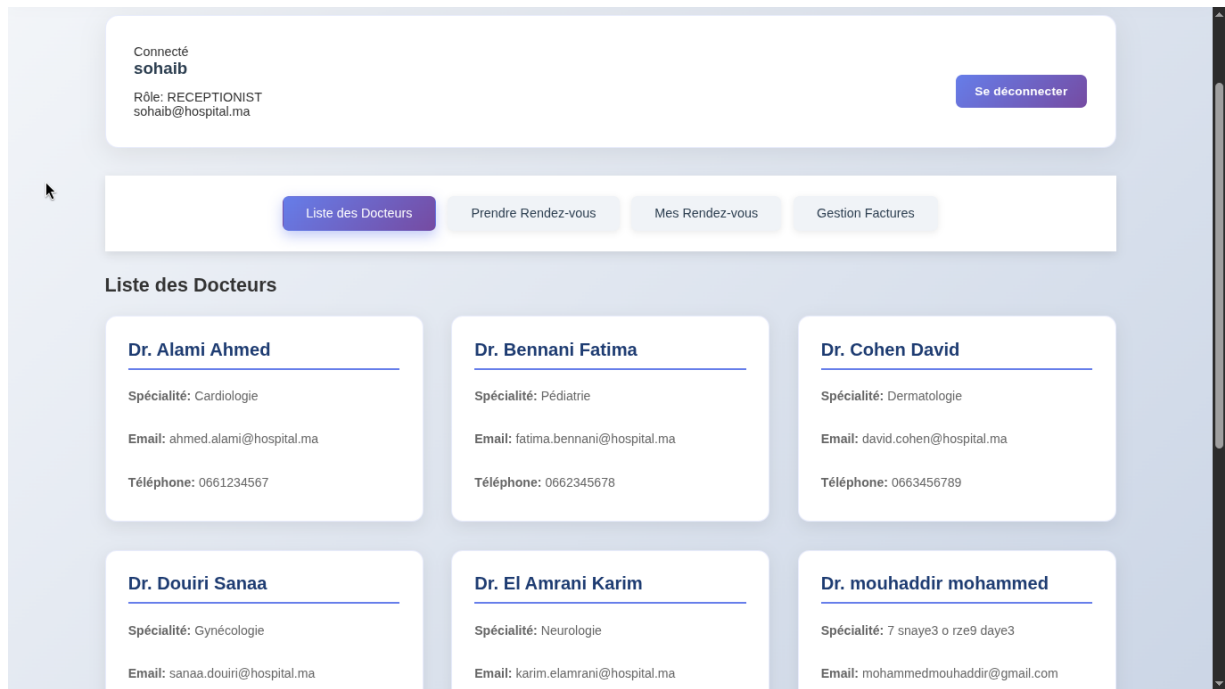 Connecté
sohaib
Rôle: RECEPTIONIST
sohaib@hospital.ma
Se déconnecter
Liste des Docteurs
Prendre Rendez-vous
Mes Rendez-vous
Gestion Factures
Liste des Docteurs
Dr. Alami Ahmed
Spécialité: Cardiologie
Email: ahmed.alami@hospital.ma
Téléphone: 0661234567
Dr. Bennani Fatima
Spécialité: Pédiatrie
Email: fatima.bennani@hospital.ma
Téléphone: 0662345678
Dr. Cohen David
Spécialité: Dermatologie
Email: david.cohen@hospital.ma
Téléphone: 0663456789
Dr. Douiri Sanaa
Spécialité: Gynécologie
Email: sanaa.douiri@hospital.ma
Dr. El Amrani Karim
Spécialité: Neurologie
Email: karim.elamrani@hospital.ma
Dr. mouhaddir mohammed
Spécialité: 7 snaye3 o rze9 daye3
Email: mohammedmouhaddir@gmail.com